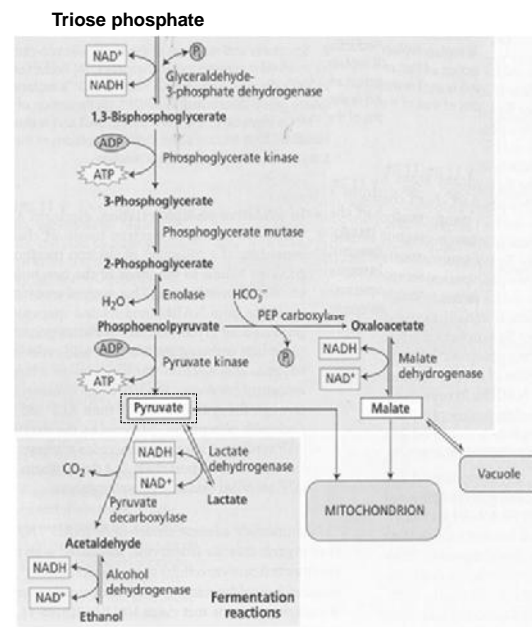 Triose phosphate
NAD⁺
Pᵢ
NADH
Glyceraldehyde-
3-phosphate dehydrogenase
1,3-Bisphosphoglycerate
ADP
Phosphoglycerate kinase
ATP
3-Phosphoglycerate
Phosphoglycerate mutase
2-Phosphoglycerate
H₂O
Enolase
HCO₃⁻
PEP carboxylase
Phosphoenolpyruvate
Oxaloacetate
ADP
Pyruvate kinase
ATP
Pᵢ
NADH
NAD⁺
Malate
dehydrogenase
Pyruvate
Malate
NADH
NAD⁺
Lactate
dehydrogenase
Lactate
CO₂
Pyruvate
decarboxylase
Vacuole
MITOCHONDRION
Acetaldehyde
NADH
NAD⁺
Alcohol
dehydrogenase
Ethanol
Fermentation
reactions